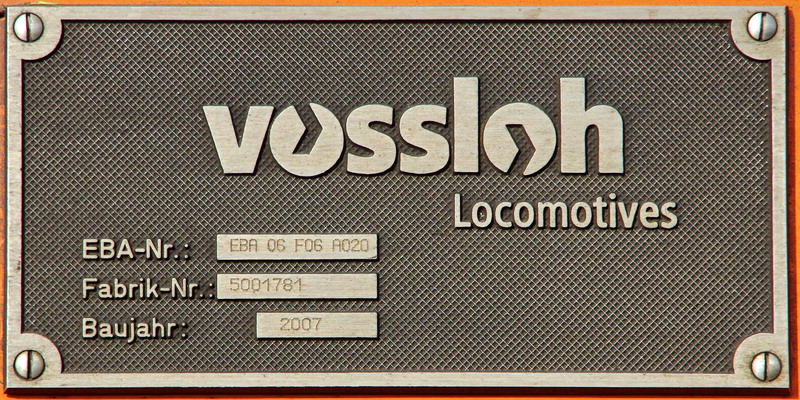 vossloh
Locomotives
EBA-Nr.: EBA 06 F06 A020
Fabrik-Nr.: 5001781
Baujahr: 2007